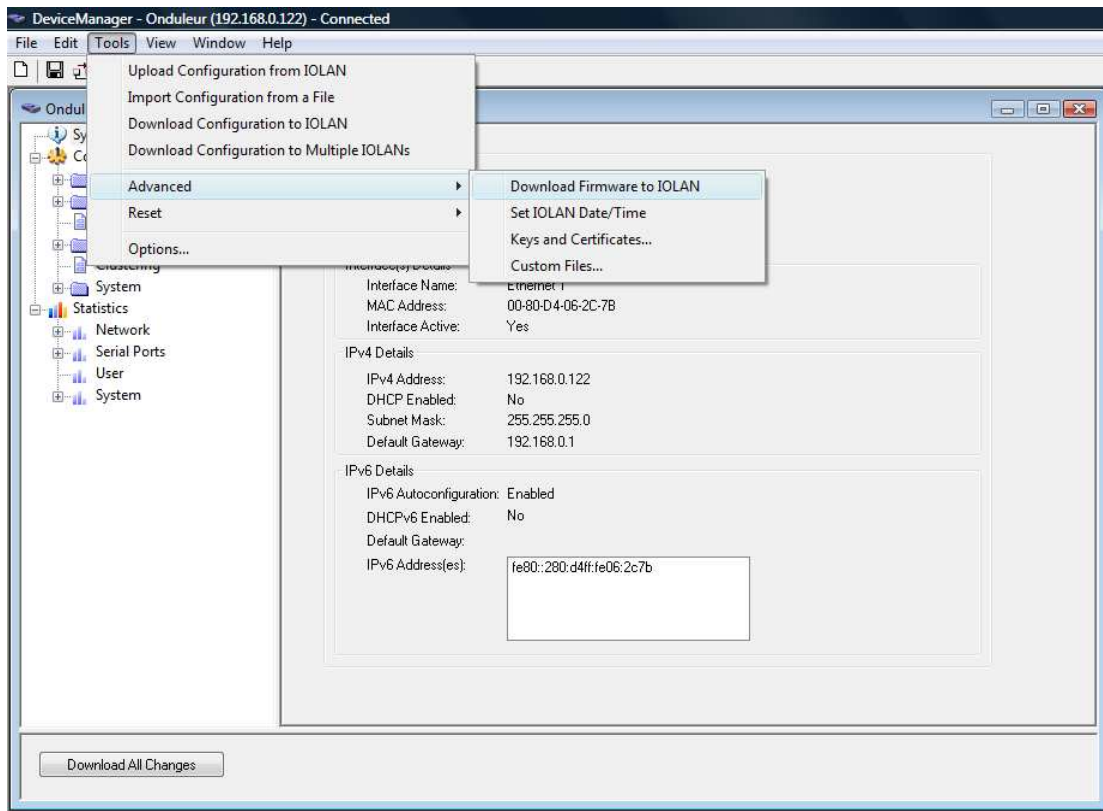 DeviceManager - Onduleur (192.168.0.122) - Connected
File Edit Tools View Window Help
Upload Configuration from IOLAN
Import Configuration from a File
Download Configuration to IOLAN
Download Configuration to Multiple IOLANs
Advanced
Reset
Options...
Download Firmware to IOLAN
Set IOLAN Date/Time
Keys and Certificates...
Custom Files...
Ondul
Sy
Co
Clustering
System
Statistics
Network
Serial Ports
User
System
Interface(s) Details
Interface Name: Ethernet 1
MAC Address: 00-80-D4-06-2C-7B
Interface Active: Yes
IPv4 Details
IPv4 Address: 192.168.0.122
DHCP Enabled: No
Subnet Mask: 255.255.255.0
Default Gateway: 192.168.0.1
IPv6 Details
IPv6 Autoconfiguration: Enabled
DHCPv6 Enabled: No
Default Gateway:
IPv6 Address(es): fe80::280:d4ff:fe06:2c7b
Download All Changes